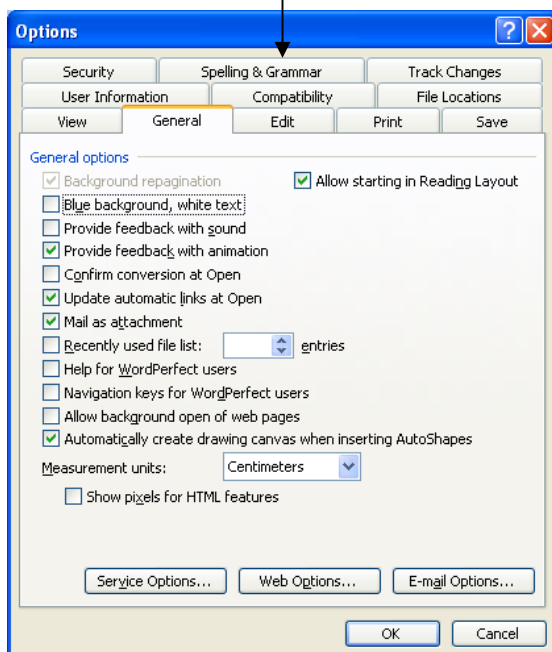 Options
Security Spelling & Grammar Track Changes
User Information Compatibility File Locations
View General Edit Print Save
General options
Background repagination Allow starting in Reading Layout
Blue background, white text
Provide feedback with sound
Provide feedback with animation
Confirm conversion at Open
Update automatic links at Open
Mail as attachment
Recently used file list: entries
Help for WordPerfect users
Navigation keys for WordPerfect users
Allow background open of web pages
Automatically create drawing canvas when inserting AutoShapes
Measurement units: Centimeters
Show pixels for HTML features
Service Options... Web Options... E-mail Options...
OK Cancel